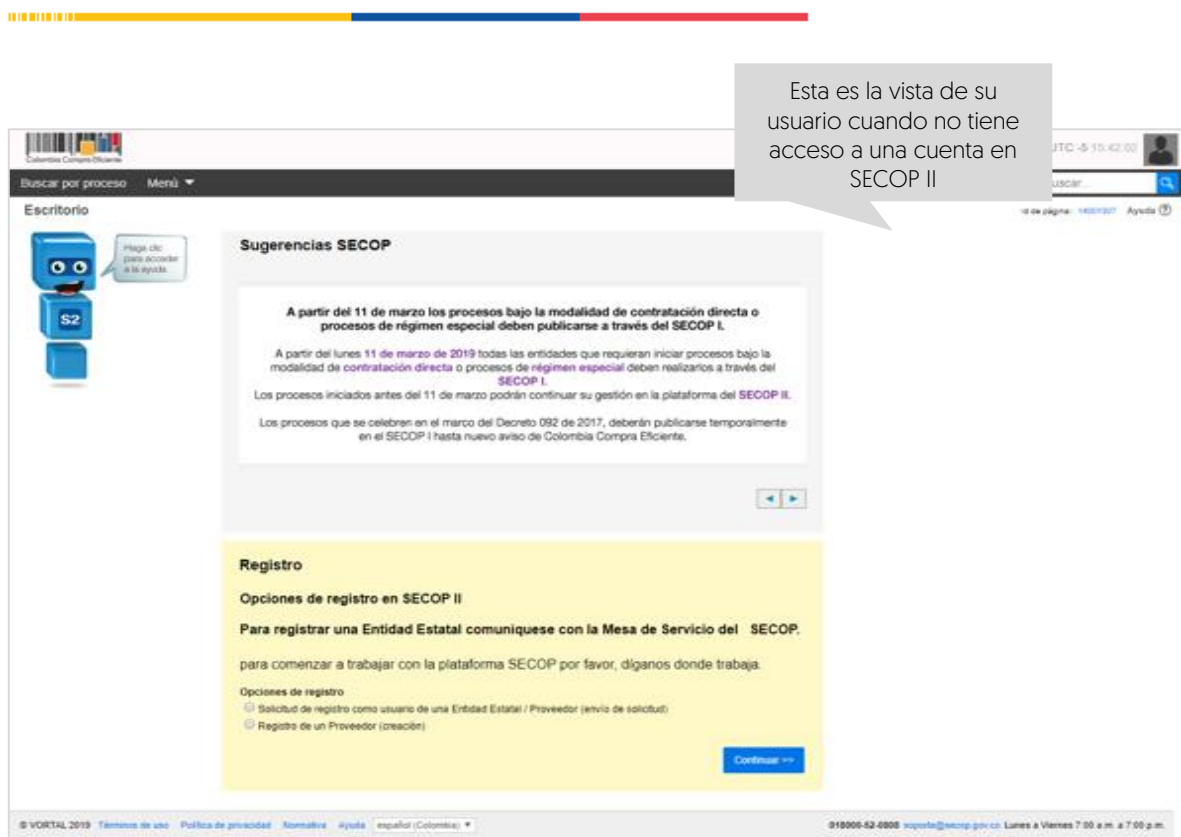 Esta es la vista de su
usuario cuando no tiene
acceso a una cuenta en
SECOP II
Colombia Compra Eficiente
UTC -5 15:42:00
Buscar por proceso Menú
Buscar...
Escritorio
Id de página: Ayuda
Haga clic
para acceder
a la ayuda.
S2
Sugerencias SECOP
A partir del 11 de marzo los procesos bajo la modalidad de contratación directa o
procesos de régimen especial deben publicarse a través del SECOP I.
A partir del lunes 11 de marzo de 2019 todas las entidades que requieran iniciar procesos bajo la
modalidad de contratación directa o procesos de régimen especial deben realizarlos a través del
SECOP I.
Los procesos iniciados antes del 11 de marzo podrán continuar su gestión en la plataforma del SECOP II.
Los procesos que se celebren en el marco del Decreto 092 de 2017, deberán publicarse temporalmente
en el SECOP I hasta nuevo aviso de Colombia Compra Eficiente.
Registro
Opciones de registro en SECOP II
Para registrar una Entidad Estatal comuniquese con la Mesa de Servicio del SECOP.
para comenzar a trabajar con la plataforma SECOP por favor, díganos donde trabaja.
Opciones de registro
Solicitud de registro como usuario de una Entidad Estatal / Proveedor (envío de solicitud)
Registro de un Proveedor (creación)
Continuar >>
© VORTAL 2019 Términos de uso Política de privacidad Normativa Ayuda español (Colombia)
018000-52-0808 soporte@secop.gov.co Lunes a Viernes 7:00 a.m. a 7:00 p.m.